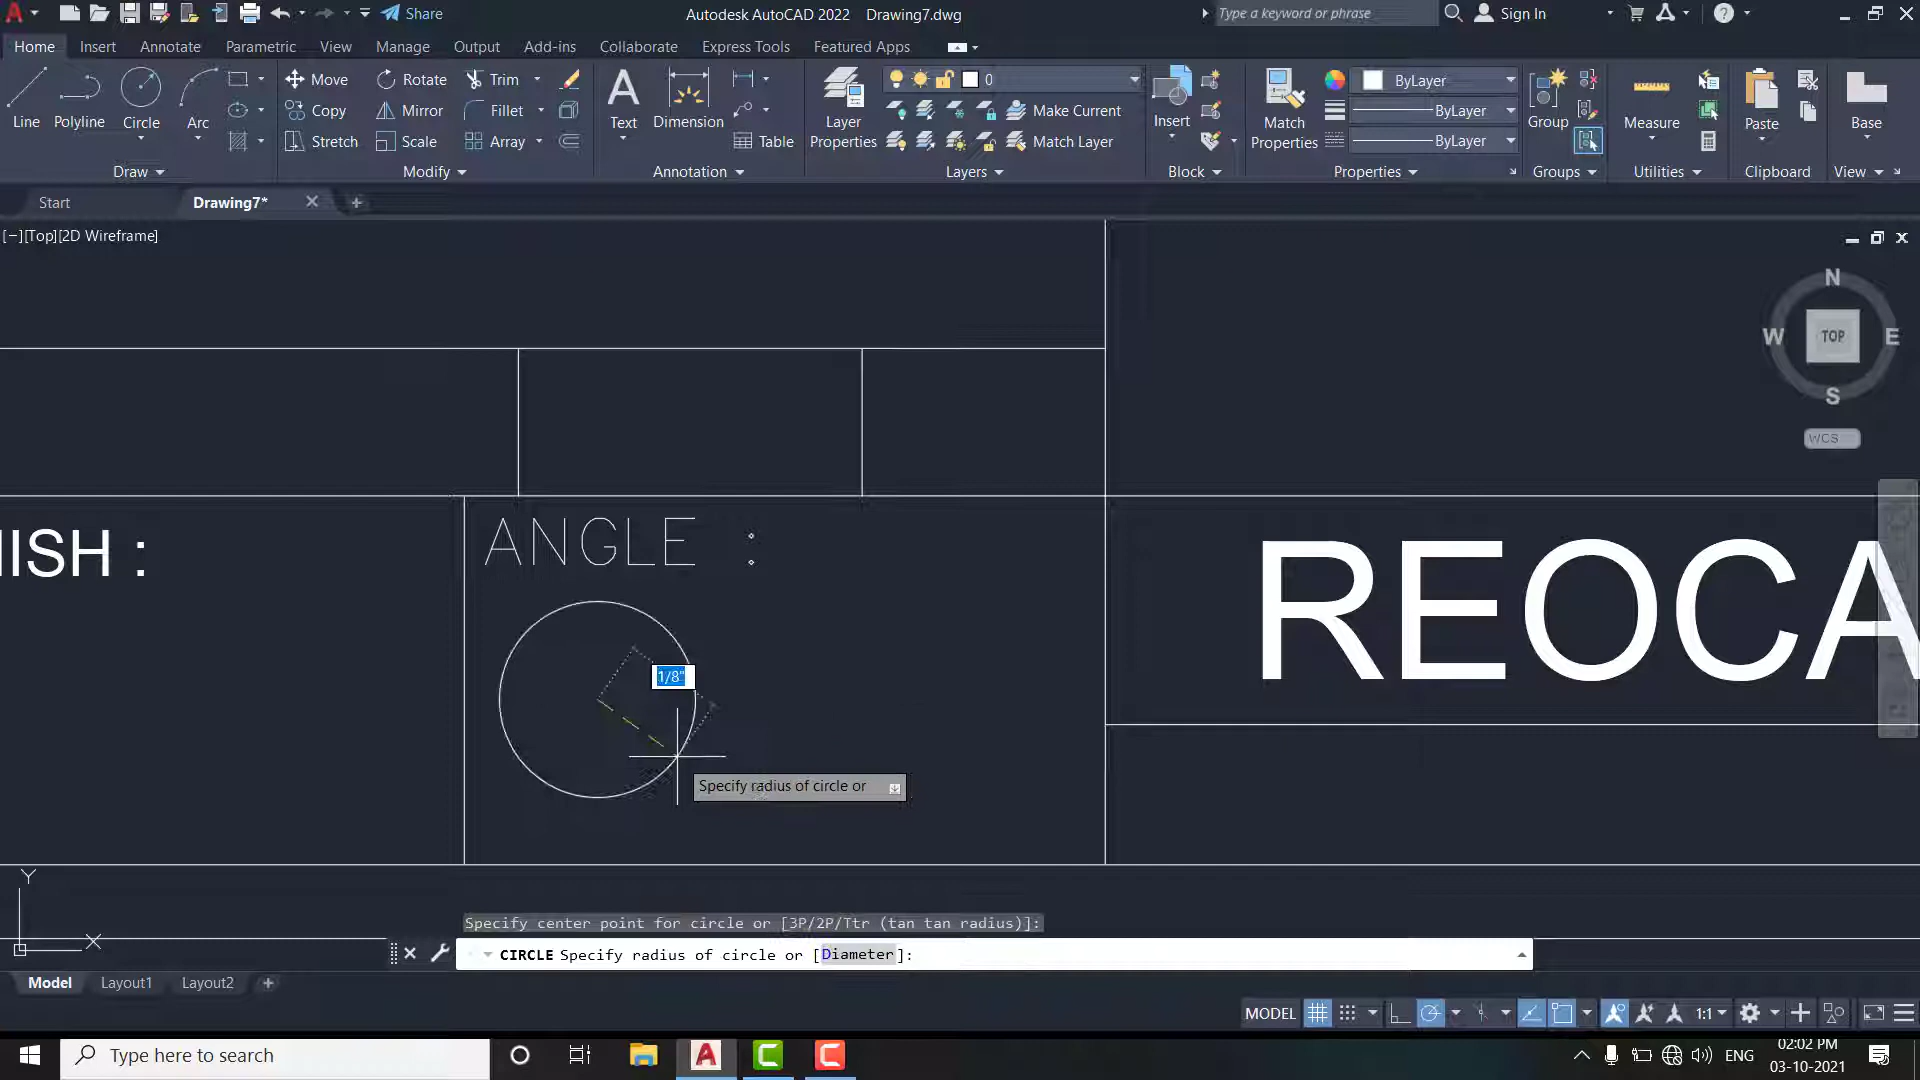 Share
Autodesk AutoCAD 2022 Drawing7.dwg
Type a keyword or phrase
Sign In
Home Insert Annotate Parametric View Manage Output Add-ins Collaborate Express Tools Featured Apps
Line Polyline Circle Arc
Move Rotate Trim
Copy Mirror Fillet
Stretch Scale Array
Text Dimension
Table
Layer Properties
0
Make Current
Match Layer
Insert
Match Properties
ByLayer
ByLayer
ByLayer
Group
Measure
Paste
Base
Draw Modify Annotation Layers Block Properties Groups Utilities Clipboard View
Start Drawing7*
[−][Top][2D Wireframe]
N
W TOP E
S
WCS
NISH :
ANGLE :
REOCA
1/8"
Specify radius of circle or
Y
X
Specify center point for circle or [3P/2P/Ttr (tan tan radius)]:
CIRCLE Specify radius of circle or [Diameter]:
Model Layout1 Layout2
MODEL 1:1
Type here to search
ENG
02:02 PM
03-10-2021